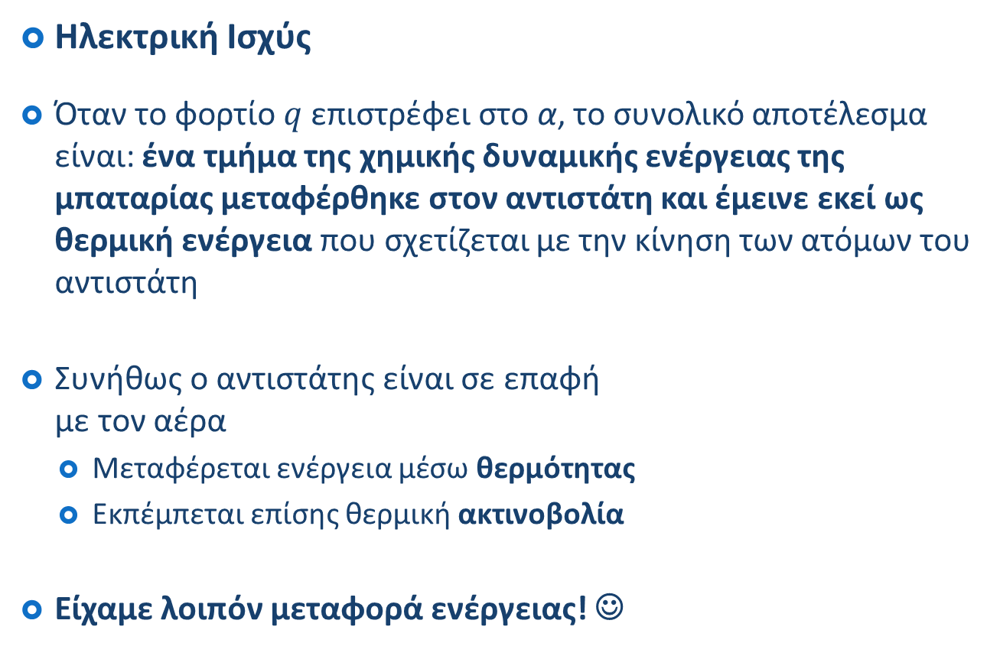 Ηλεκτρική Ισχύς
Όταν το φορτίο q επιστρέφει στο α, το συνολικό αποτέλεσμα
είναι: ένα τμήμα της χημικής δυναμικής ενέργειας της
μπαταρίας μεταφέρθηκε στον αντιστάτη και έμεινε εκεί ως
θερμική ενέργεια που σχετίζεται με την κίνηση των ατόμων του
αντιστάτη
Συνήθως ο αντιστάτης είναι σε επαφή
με τον αέρα
Μεταφέρεται ενέργεια μέσω θερμότητας
Εκπέμπεται επίσης θερμική ακτινοβολία
Είχαμε λοιπόν μεταφορά ενέργειας! ☺